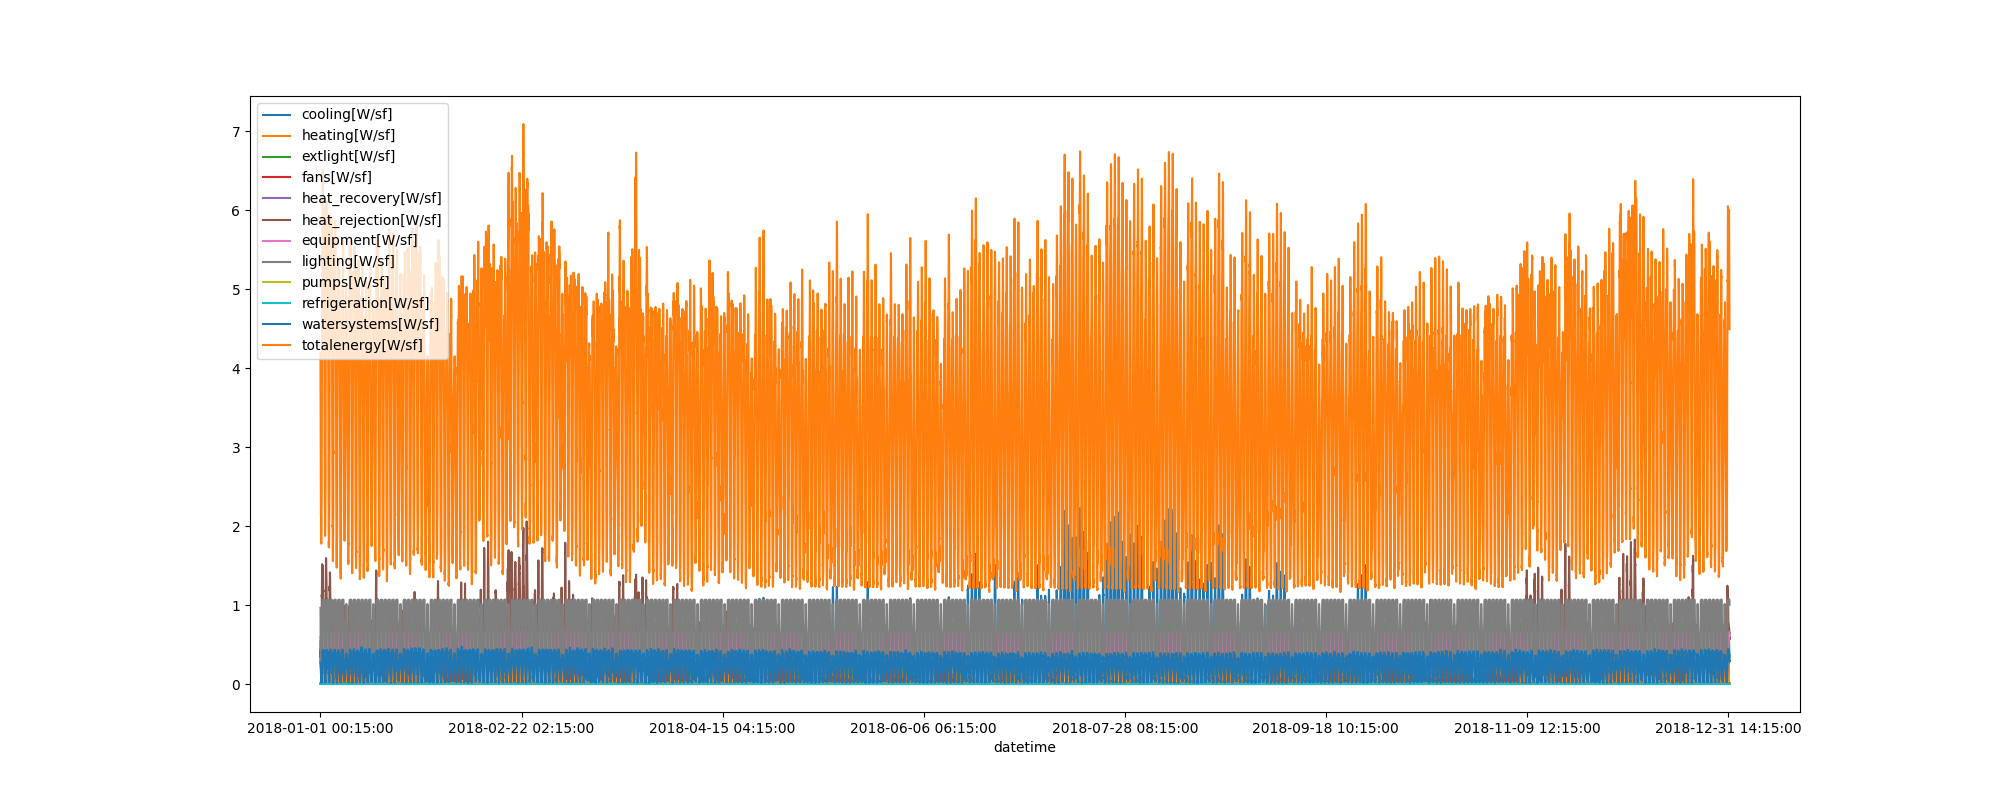 cooling[W/sf]
heating[W/sf]
extlight[W/sf]
fans[W/sf]
heat_recovery[W/sf]
heat_rejection[W/sf]
equipment[W/sf]
lighting[W/sf]
pumps[W/sf]
refrigeration[W/sf]
watersystems[W/sf]
totalenergy[W/sf]
7
6
5
4
3
2
1
0
2018-01-01 00:15:00 2018-02-22 02:15:00 2018-04-15 04:15:00 2018-06-06 06:15:00 2018-07-28 08:15:00 2018-09-18 10:15:00 2018-11-09 12:15:00 2018-12-31 14:15:00
datetime